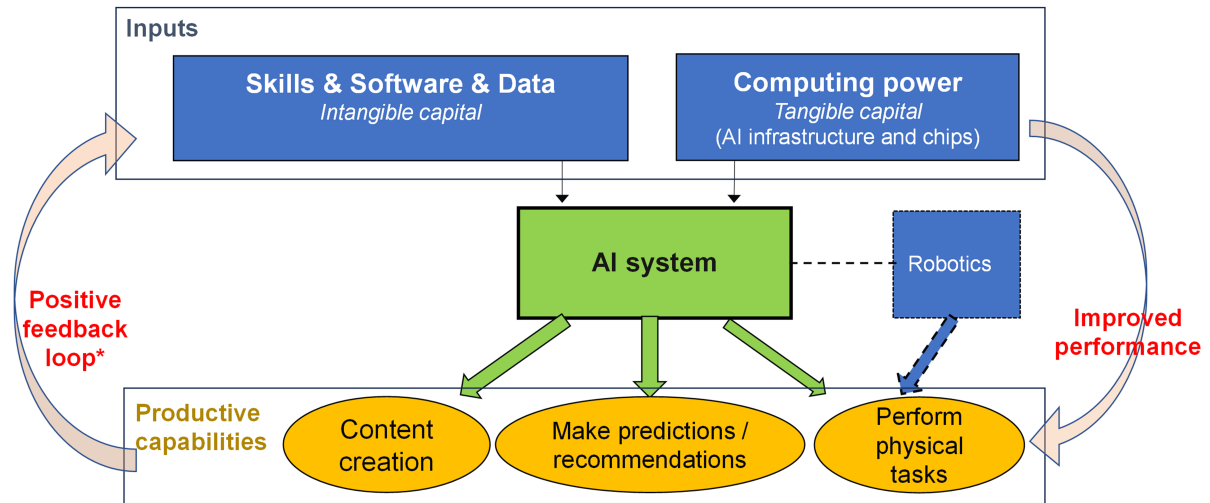 Inputs
Skills & Software & Data
Intangible capital
Computing power
Tangible capital
(AI infrastructure and chips)
AI system
Robotics
Positive
feedback
loop*
Improved
performance
Productive
capabilities
Content
creation
Make predictions /
recommendations
Perform
physical
tasks